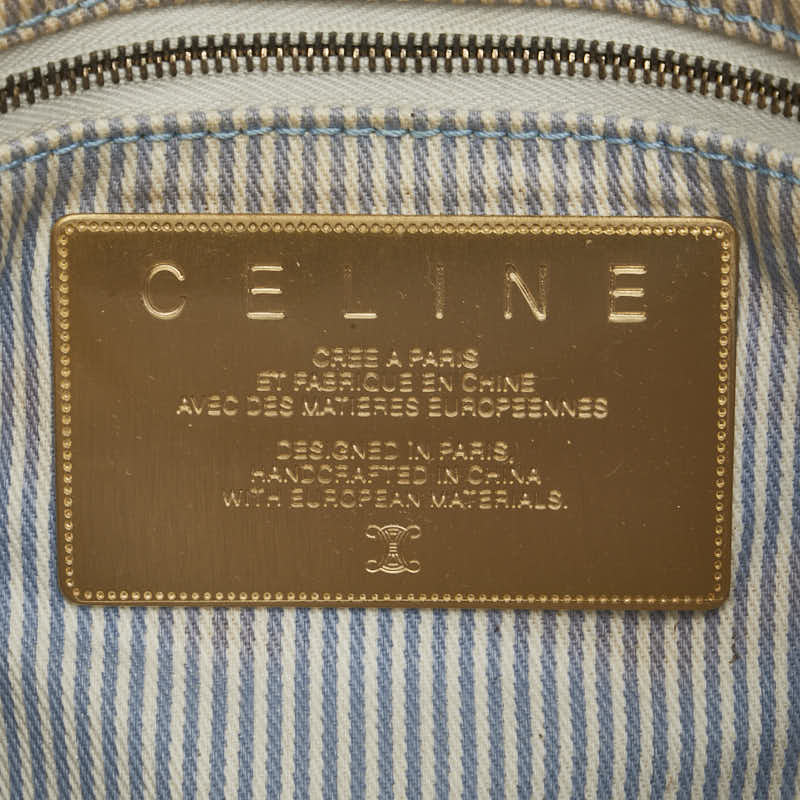 CELINE
CREE A PARIS
ET FABRIQUE EN CHINE
AVEC DES MATIERES EUROPEENNES
DESIGNED IN PARIS,
HANDCRAFTED IN CHINA
WITH EUROPEAN MATERIALS.